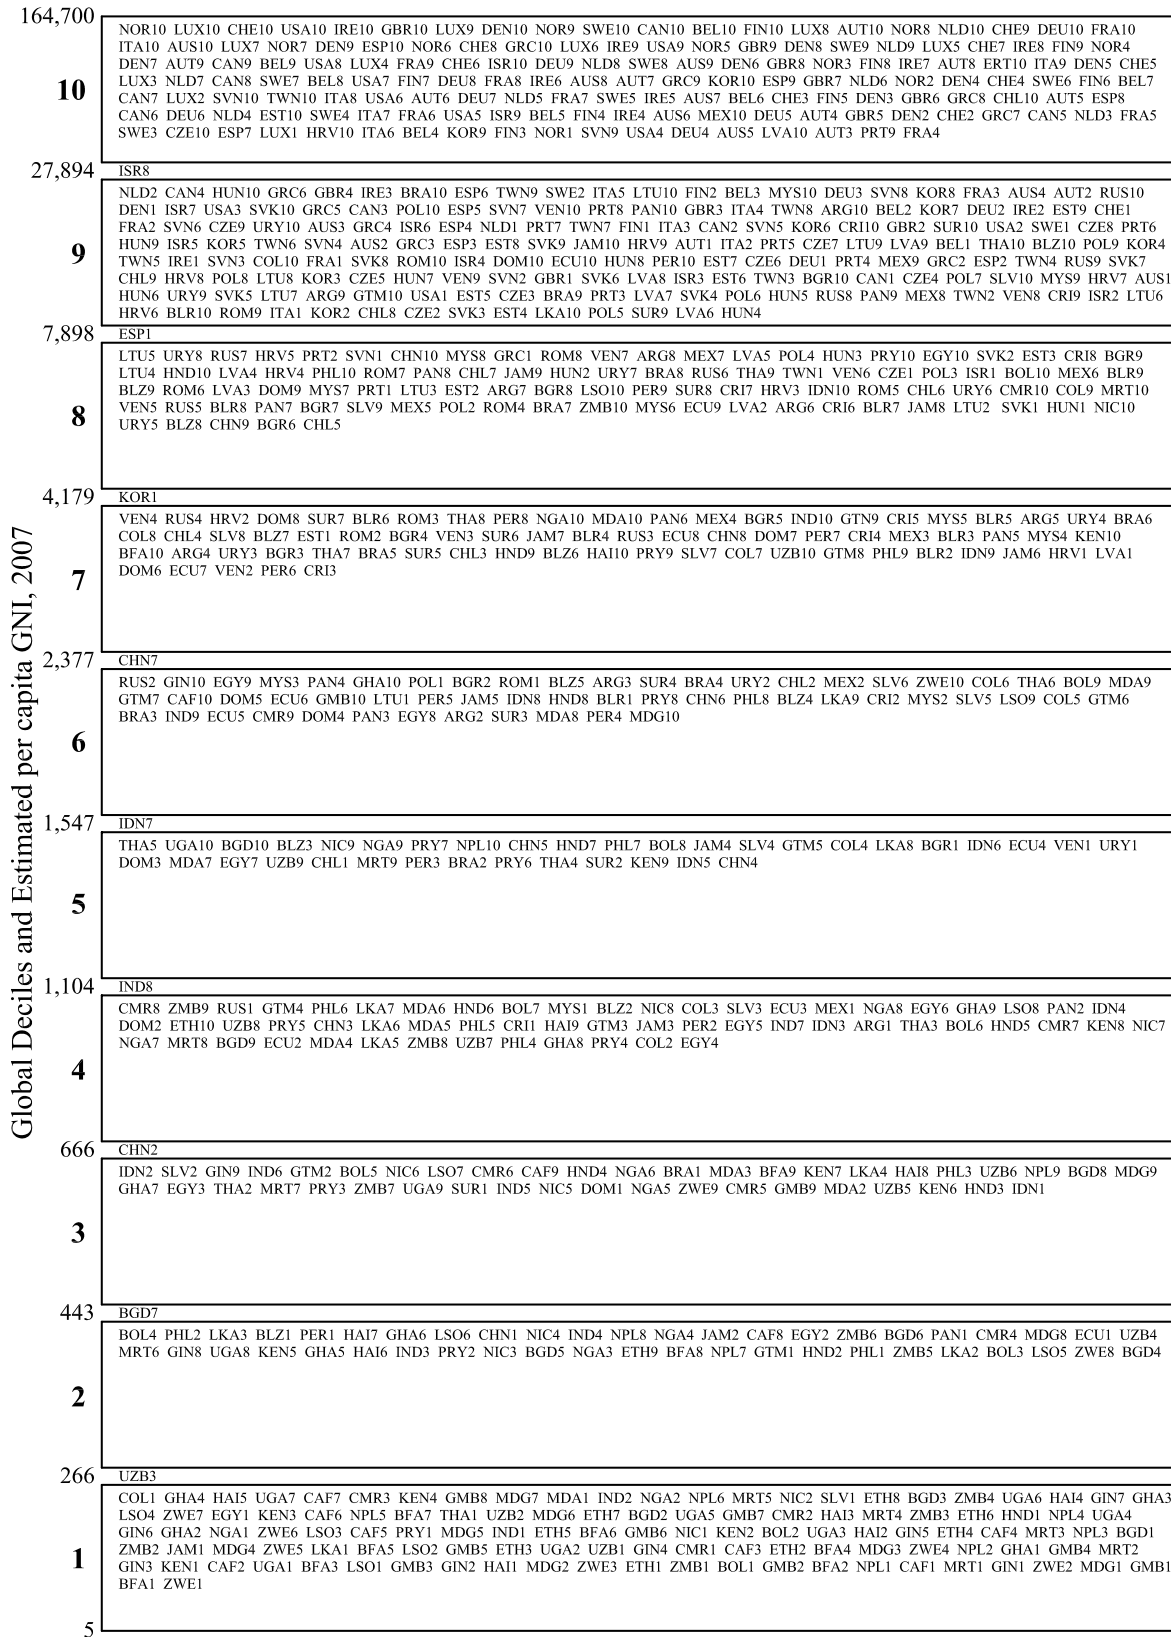 164,700
NOR10 LUX10 CHE10 USA10 IRE10 GBR10 LUX9 DEN10 NOR9 SWE10 CAN10 BEL10 FIN10 LUX8 AUT10 NOR8 NLD10 CHE9 DEU10 FRA10
ITA10 AUS10 LUX7 NOR7 DEN9 ESP10 NOR6 CHE8 GRC10 LUX6 IRE9 USA9 NOR5 GBR9 DEN8 SWE9 NLD9 LUX5 CHE7 IRE8 FIN9 NOR4
DEN7 AUT9 CAN9 BEL9 USA8 LUX4 FRA9 CHE6 ISR10 DEU9 NLD8 SWE8 AUS9 DEN6 GBR8 NOR3 FIN8 IRE7 AUT8 ERT10 ITA9 DEN5 CHE5
LUX3 NLD7 CAN8 SWE7 BEL8 USA7 FIN7 DEU8 FRA8 IRE6 AUS8 AUT7 GRC9 KOR10 ESP9 GBR7 NLD6 NOR2 DEN4 CHE4 SWE6 FIN6 BEL7
10
CAN7 LUX2 SVN10 TWN10 ITA8 USA6 AUT6 DEU7 NLD5 FRA7 SWE5 IRE5 AUS7 BEL6 CHE3 FIN5 DEN3 GBR6 GRC8 CHL10 AUT5 ESP8
CAN6 DEU6 NLD4 EST10 SWE4 ITA7 FRA6 USA5 ISR9 BEL5 FIN4 IRE4 AUS6 MEX10 DEU5 AUT4 GBR5 DEN2 CHE2 GRC7 CAN5 NLD3 FRA5
SWE3 CZE10 ESP7 LUX1 HRV10 ITA6 BEL4 KOR9 FIN3 NOR1 SVN9 USA4 DEU4 AUS5 LVA10 AUT3 PRT9 FRA4
27,894
ISR8
NLD2 CAN4 HUN10 GRC6 GBR4 IRE3 BRA10 ESP6 TWN9 SWE2 ITA5 LTU10 FIN2 BEL3 MYS10 DEU3 SVN8 KOR8 FRA3 AUS4 AUT2 RUS10
DEN1 ISR7 USA3 SVK10 GRC5 CAN3 POL10 ESP5 SVN7 VEN10 PRT8 PAN10 GBR3 ITA4 TWN8 ARG10 BEL2 KOR7 DEU2 IRE2 EST9 CHE1
FRA2 SVN6 CZE9 URY10 AUS3 GRC4 ISR6 ESP4 NLD1 PRT7 TWN7 FIN1 ITA3 CAN2 SVN5 KOR6 CRI10 GBR2 SUR10 USA2 SWE1 CZE8 PRT6
HUN9 ISR5 KOR5 TWN6 SVN4 AUS2 GRC3 ESP3 EST8 SVK9 JAM10 HRV9 AUT1 ITA2 PRT5 CZE7 LTU9 LVA9 BEL1 THA10 BLZ10 POL9 KOR4
9
TWN5 IRE1 SVN3 COL10 FRA1 SVK8 ROM10 ISR4 DOM10 ECU10 HUN8 PER10 EST7 CZE6 DEU1 PRT4 MEX9 GRC2 ESP2 TWN4 RUS9 SVK7
CHL9 HRV8 POL8 LTU8 KOR3 CZE5 HUN7 VEN9 SVN2 GBR1 SVK6 LVA8 ISR3 EST6 TWN3 BGR10 CAN1 CZE4 POL7 SLV10 MYS9 HRV7 AUS1
HUN6 URY9 SVK5 LTU7 ARG9 GTM10 USA1 EST5 CZE3 BRA9 PRT3 LVA7 SVK4 POL6 HUN5 RUS8 PAN9 MEX8 TWN2 VEN8 CRI9 ISR2 LTU6
HRV6 BLR10 ROM9 ITA1 KOR2 CHL8 CZE2 SVK3 EST4 LKA10 POL5 SUR9 LVA6 HUN4
7,898
ESP1
LTU5 URY8 RUS7 HRV5 PRT2 SVN1 CHN10 MYS8 GRC1 ROM8 VEN7 ARG8 MEX7 LVA5 POL4 HUN3 PRY10 EGY10 SVK2 EST3 CRI8 BGR9
LTU4 HND10 LVA4 HRV4 PHL10 ROM7 PAN8 CHL7 JAM9 HUN2 URY7 BRA8 RUS6 THA9 TWN1 VEN6 CZE1 POL3 ISR1 BOL10 MEX6 BLR9
BLZ9 ROM6 LVA3 DOM9 MYS7 PRT1 LTU3 EST2 ARG7 BGR8 LSO10 PER9 SUR8 CRI7 HRV3 IDN10 ROM5 CHL6 URY6 CMR10 COL9 MRT10
VEN5 RUS5 BLR8 PAN7 BGR7 SLV9 MEX5 POL2 ROM4 BRA7 ZMB10 MYS6 ECU9 LVA2 ARG6 CRI6 BLR7 JAM8 LTU2 SVK1 HUN1 NIC10
8
URY5 BLZ8 CHN9 BGR6 CHL5
4,179
KOR1
VEN4 RUS4 HRV2 DOM8 SUR7 BLR6 ROM3 THA8 PER8 NGA10 MDA10 PAN6 MEX4 BGR5 IND10 GTN9 CRI5 MYS5 BLR5 ARG5 URY4 BRA6
COL8 CHL4 SLV8 BLZ7 EST1 ROM2 BGR4 VEN3 SUR6 JAM7 BLR4 RUS3 ECU8 CHN8 DOM7 PER7 CRI4 MEX3 BLR3 PAN5 MYS4 KEN10
BFA10 ARG4 URY3 BGR3 THA7 BRA5 SUR5 CHL3 HND9 BLZ6 HAI10 PRY9 SLV7 COL7 UZB10 GTM8 PHL9 BLR2 IDN9 JAM6 HRV1 LVA1
7
DOM6 ECU7 VEN2 PER6 CRI3
2,377
CHN7
RUS2 GIN10 EGY9 MYS3 PAN4 GHA10 POL1 BGR2 ROM1 BLZ5 ARG3 SUR4 BRA4 URY2 CHL2 MEX2 SLV6 ZWE10 COL6 THA6 BOL9 MDA9
GTM7 CAF10 DOM5 ECU6 GMB10 LTU1 PER5 JAM5 IDN8 HND8 BLR1 PRY8 CHN6 PHL8 BLZ4 LKA9 CRI2 MYS2 SLV5 LSO9 COL5 GTM6
BRA3 IND9 ECU5 CMR9 DOM4 PAN3 EGY8 ARG2 SUR3 MDA8 PER4 MDG10
6
1,547
IDN7
THA5 UGA10 BGD10 BLZ3 NIC9 NGA9 PRY7 NPL10 CHN5 HND7 PHL7 BOL8 JAM4 SLV4 GTM5 COL4 LKA8 BGR1 IDN6 ECU4 VEN1 URY1
DOM3 MDA7 EGY7 UZB9 CHL1 MRT9 PER3 BRA2 PRY6 THA4 SUR2 KEN9 IDN5 CHN4
5
1,104
IND8
CMR8 ZMB9 RUS1 GTM4 PHL6 LKA7 MDA6 HND6 BOL7 MYS1 BLZ2 NIC8 COL3 SLV3 ECU3 MEX1 NGA8 EGY6 GHA9 LSO8 PAN2 IDN4
DOM2 ETH10 UZB8 PRY5 CHN3 LKA6 MDA5 PHL5 CRI1 HAI9 GTM3 JAM3 PER2 EGY5 IND7 IDN3 ARG1 THA3 BOL6 HND5 CMR7 KEN8 NIC7
NGA7 MRT8 BGD9 ECU2 MDA4 LKA5 ZMB8 UZB7 PHL4 GHA8 PRY4 COL2 EGY4
4
666
CHN2
IDN2 SLV2 GIN9 IND6 GTM2 BOL5 NIC6 LSO7 CMR6 CAF9 HND4 NGA6 BRA1 MDA3 BFA9 KEN7 LKA4 HAI8 PHL3 UZB6 NPL9 BGD8 MDG9
GHA7 EGY3 THA2 MRT7 PRY3 ZMB7 UGA9 SUR1 IND5 NIC5 DOM1 NGA5 ZWE9 CMR5 GMB9 MDA2 UZB5 KEN6 HND3 IDN1
3
443
BGD7
BOL4 PHL2 LKA3 BLZ1 PER1 HAI7 GHA6 LSO6 CHN1 NIC4 IND4 NPL8 NGA4 JAM2 CAF8 EGY2 ZMB6 BGD6 PAN1 CMR4 MDG8 ECU1 UZB4
MRT6 GIN8 UGA8 KEN5 GHA5 HAI6 IND3 PRY2 NIC3 BGD5 NGA3 ETH9 BFA8 NPL7 GTM1 HND2 PHL1 ZMB5 LKA2 BOL3 LSO5 ZWE8 BGD4
2
266
UZB3
COL1 GHA4 HAI5 UGA7 CAF7 CMR3 KEN4 GMB8 MDG7 MDA1 IND2 NGA2 NPL6 MRT5 NIC2 SLV1 ETH8 BGD3 ZMB4 UGA6 HAI4 GIN7 GHA3
LSO4 ZWE7 EGY1 KEN3 CAF6 NPL5 BFA7 THA1 UZB2 MDG6 ETH7 BGD2 UGA5 GMB7 CMR2 HAI3 MRT4 ZMB3 ETH6 HND1 NPL4 UGA4
GIN6 GHA2 NGA1 ZWE6 LSO3 CAF5 PRY1 MDG5 IND1 ETH5 BFA6 GMB6 NIC1 KEN2 BOL2 UGA3 HAI2 GIN5 ETH4 CAF4 MRT3 NPL3 BGD1
1
ZMB2 JAM1 MDG4 ZWE5 LKA1 BFA5 LSO2 GMB5 ETH3 UGA2 UZB1 GIN4 CMR1 CAF3 ETH2 BFA4 MDG3 ZWE4 NPL2 GHA1 GMB4 MRT2
GIN3 KEN1 CAF2 UGA1 BFA3 LSO1 GMB3 GIN2 HAI1 MDG2 ZWE3 ETH1 ZMB1 BOL1 GMB2 BFA2 NPL1 CAF1 MRT1 GIN1 ZWE2 MDG1 GMB1
BFA1 ZWE1
5
Global Deciles and Estimated per capita GNI, 2007